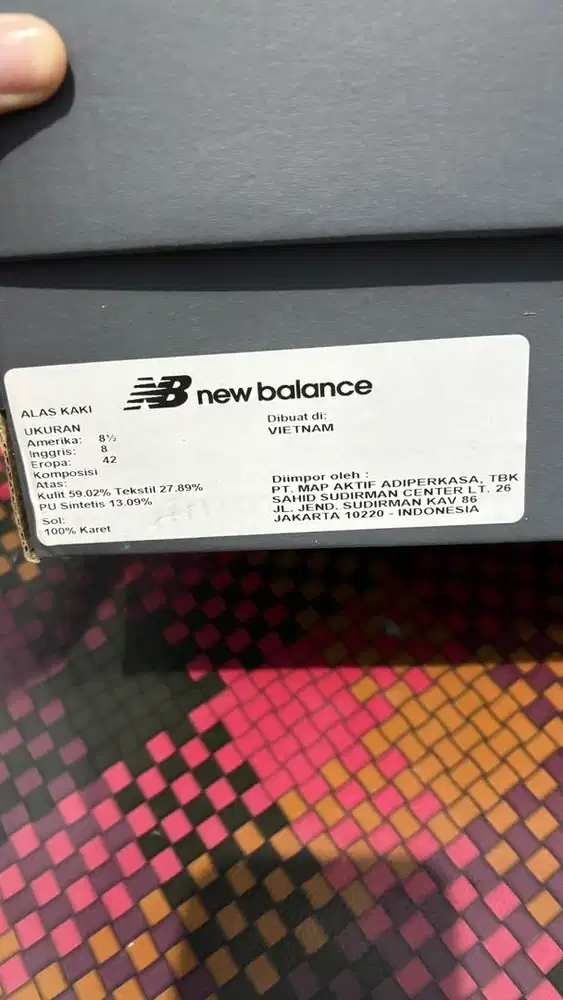 NB new balance
ALAS KAKI
UKURAN
Amerika: 8½
Inggris: 8
Eropa: 42
Komposisi
Atas:
Kulit 59.02% Tekstil 27.89%
PU Sintetis 13.09%
Sol:
100% Karet
Dibuat di:
VIETNAM
Diimpor oleh :
PT. MAP AKTIF ADIPERKASA, TBK
SAHID SUDIRMAN CENTER LT. 26
JL. JEND. SUDIRMAN KAV 86
JAKARTA 10220 - INDONESIA